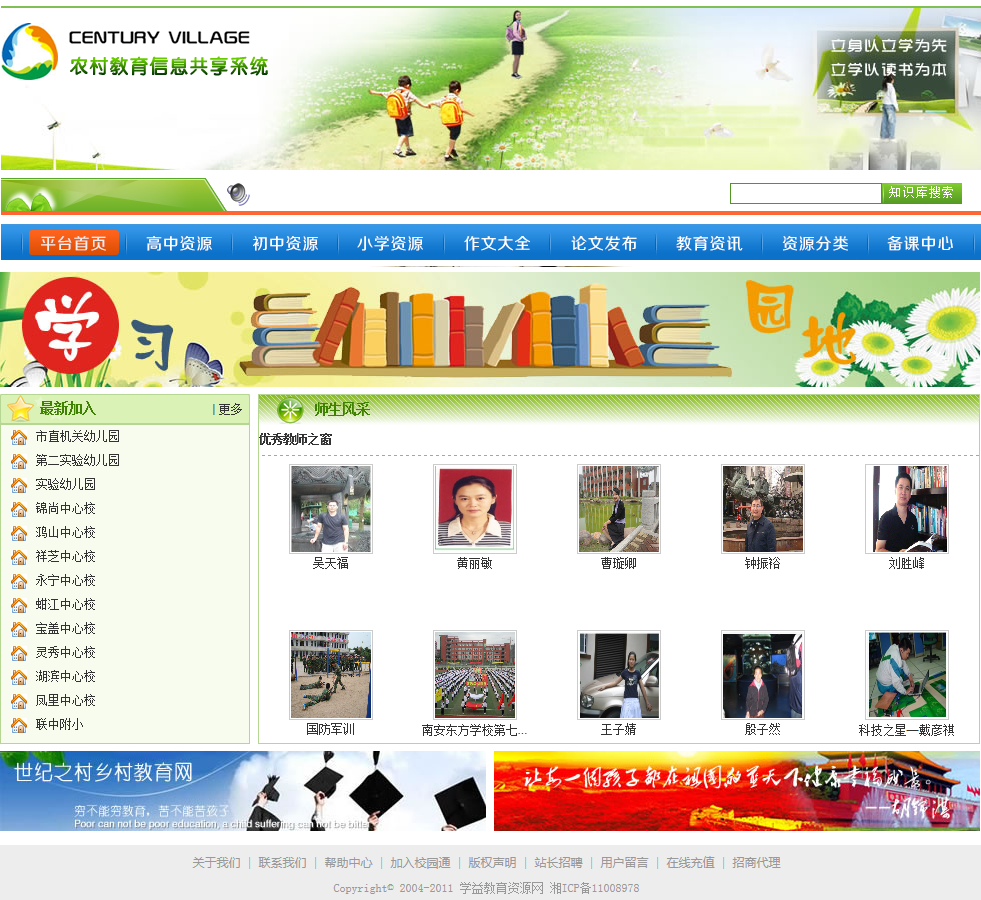 CENTURY VILLAGE
农村教育信息共享系统
立身以立学为先
立学以读书为本
知识库搜索
平台首页 高中资源 初中资源 小学资源 作文大全 论文发布 教育资讯 资源分类 备课中心
学习 园地
最新加入 | 更多
市直机关幼儿园
第二实验幼儿园
实验幼儿园
锦尚中心校
鸿山中心校
祥芝中心校
永宁中心校
蚶江中心校
宝盖中心校
灵秀中心校
湖滨中心校
凤里中心校
联中附小
师生风采
优秀教师之窗
吴天福 黄丽敏 曹璇卿 钟振裕 刘胜峰
国防军训 南安东方学校第七... 王子婧 殷子然 科技之星—戴彦祺
世纪之村乡村教育网
穷不能穷教育，苦不能苦孩子
Poor can not be poor education, a child suffering can not be bitter
让每一個孩子都在祖國的藍天下健康幸福成長。
——胡錦濤
关于我们 | 联系我们 | 帮助中心 | 加入校园通 | 版权声明 | 站长招聘 | 用户留言 | 在线充值 | 招商代理
Copyright© 2004-2011 学益教育资源网 湘ICP备11008978